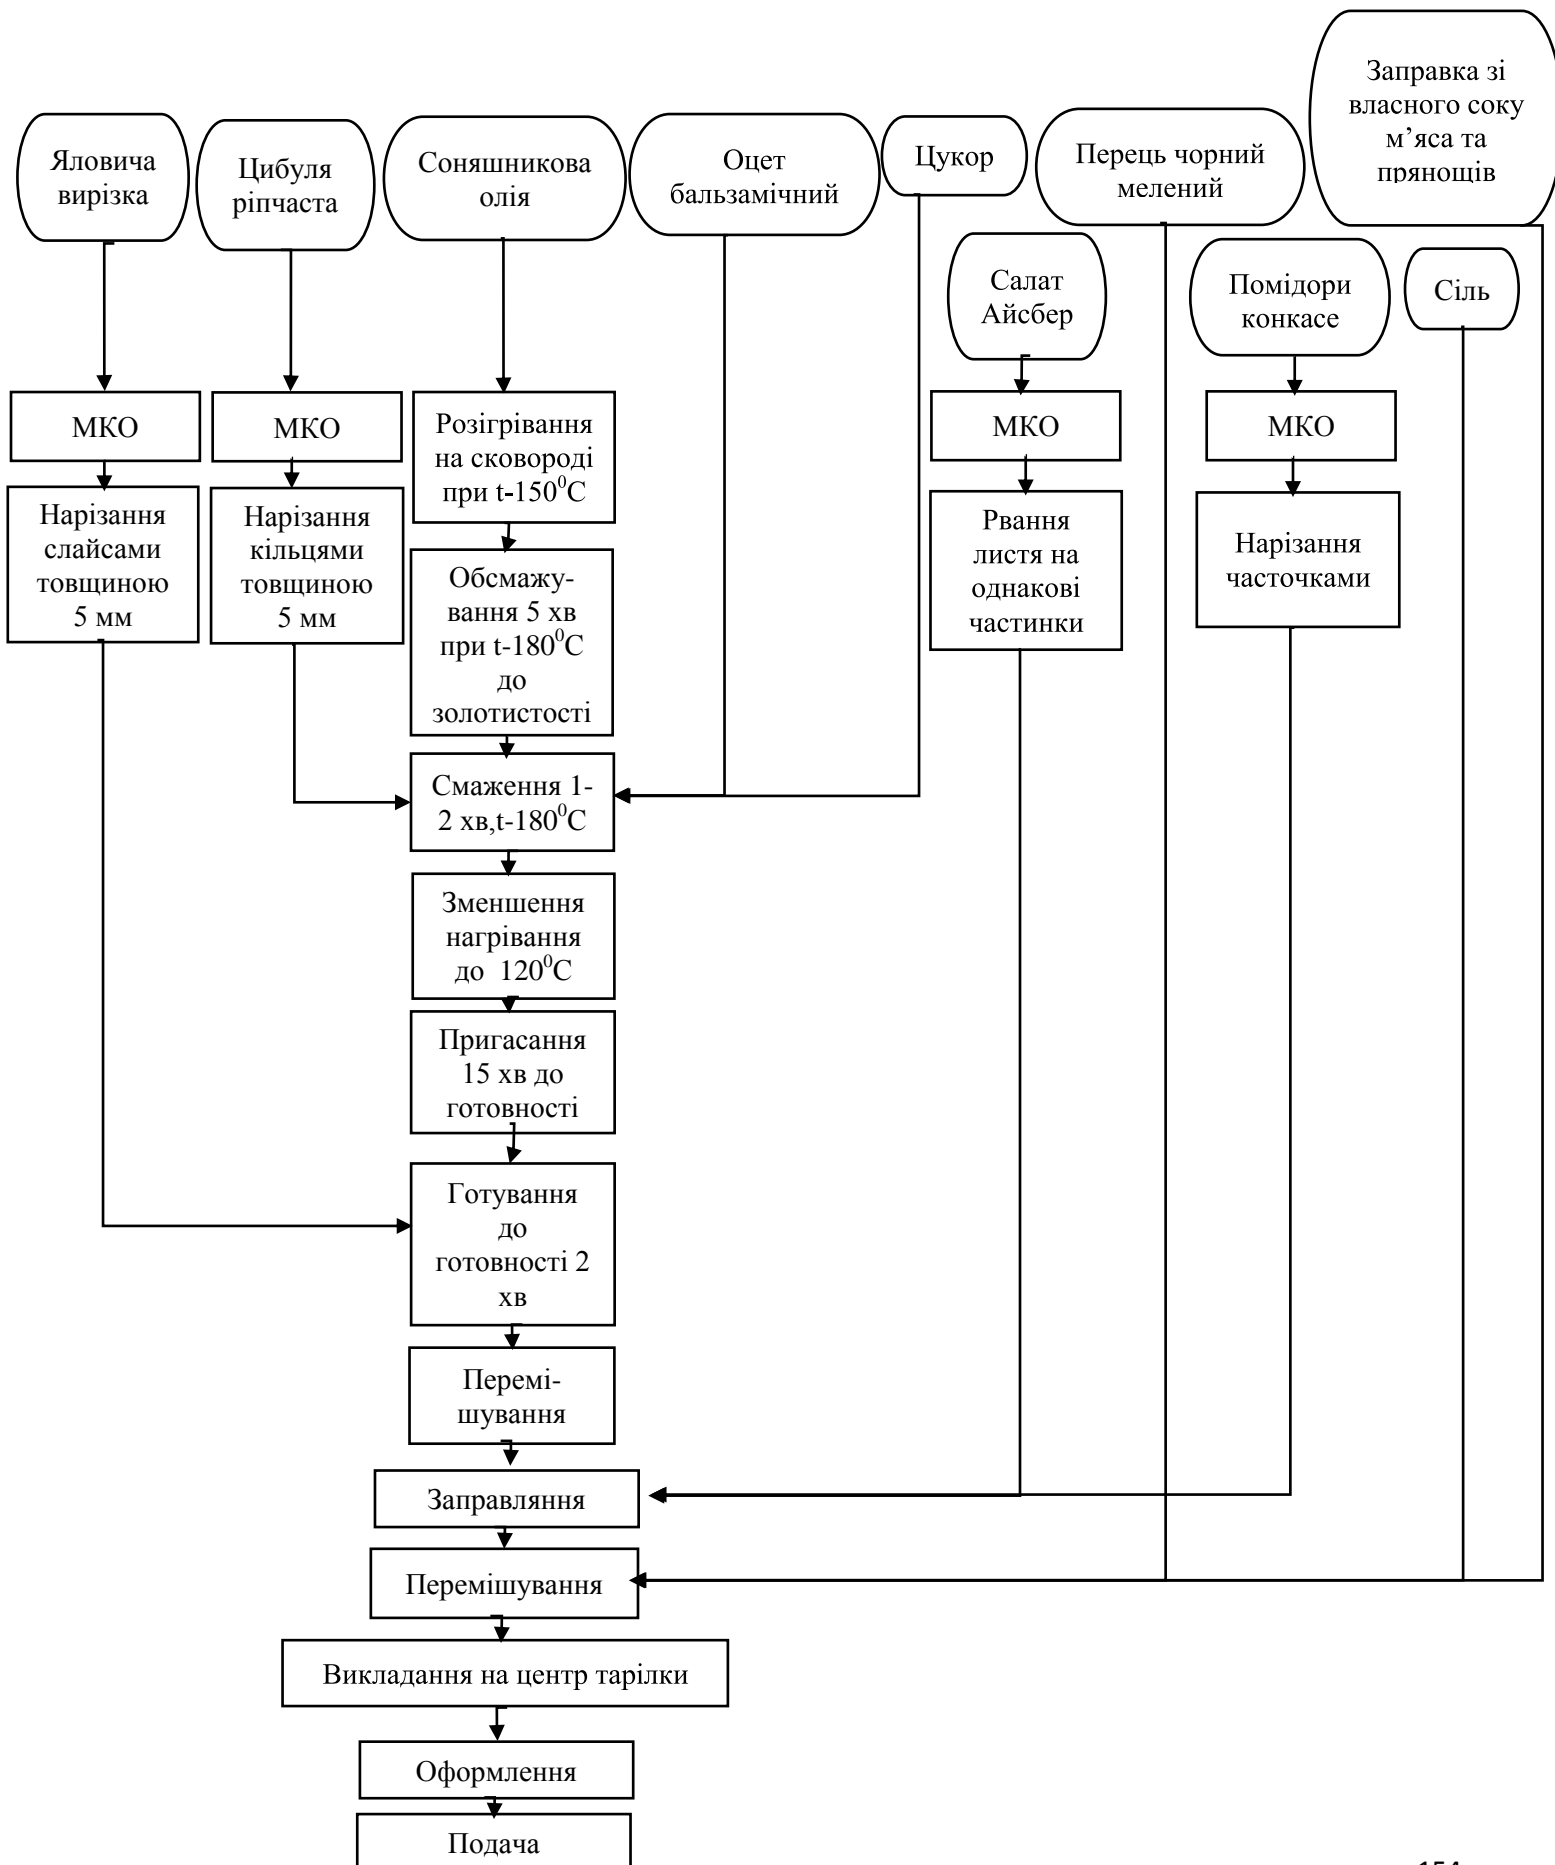 Заправка зі
власного соку
м’яса та
прянощів
Яловича
вирізка
Цибуля
ріпчаста
Соняшникова
олія
Оцет
бальзамічний
Цукор
Перець чорний
мелений
Салат
Айсбер
Помідори
конкасе
Сіль
МКО
МКО
Розігрівання
на сковороді
при t-150⁰С
МКО
МКО
Нарізання
слайсами
товщиною
5 мм
Нарізання
кільцями
товщиною
5 мм
Рвання
листя на
однакові
частинки
Нарізання
часточками
Обсмажу-
вання 5 хв
при t-180⁰С
до
золотистості
Смаження 1-
2 хв,t-180⁰С
Зменшення
нагрівання
до 120⁰С
Пригасання
15 хв до
готовності
Готування
до
готовності 2
хв
Перемі-
шування
Заправляння
Перемішування
Викладання на центр тарілки
Оформлення
Подача
154